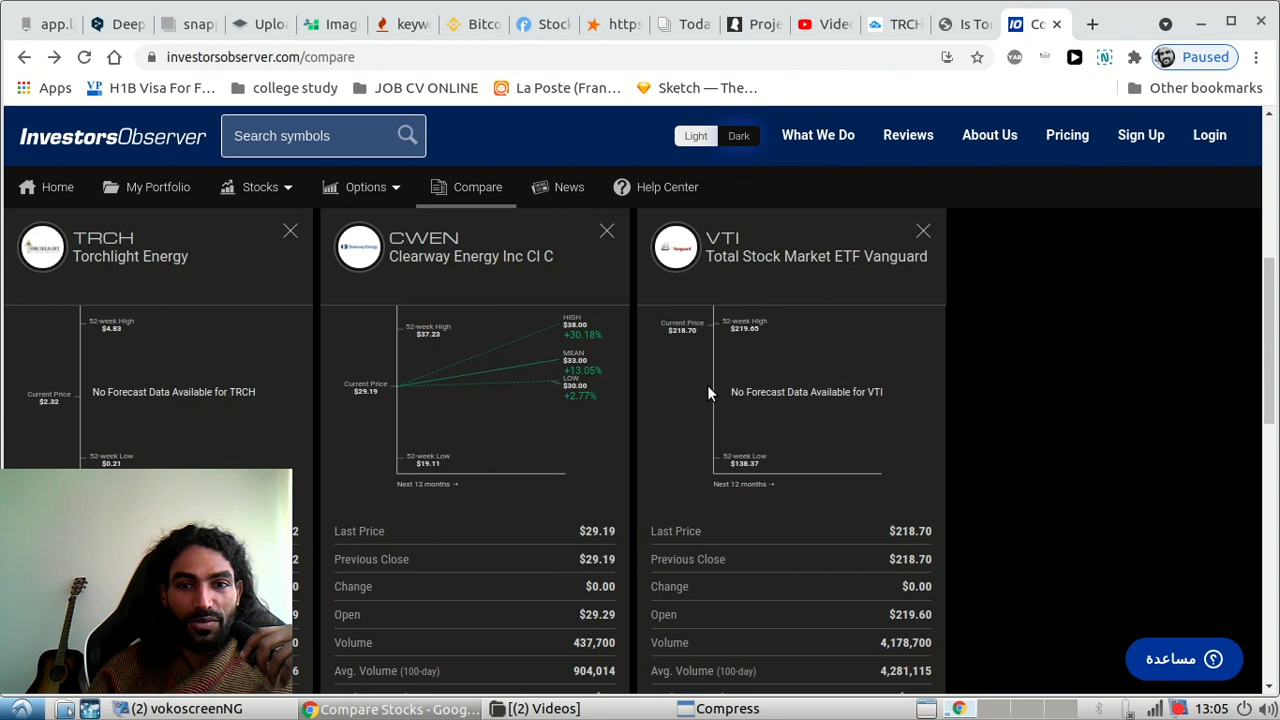 app.l
Deep
snapp
Uploa
Imag
keyw
Bitco
Stock
https
Toda
Proje
Video
TRCH
Is To
Co
investorsobserver.com/compare
YAB
N
Paused
Apps
VP H1B Visa For F...
college study
JOB CV ONLINE
La Poste (Fran...
Sketch — The...
Other bookmarks
InvestorsObserver
Search symbols
Light Dark
What We Do Reviews About Us Pricing Sign Up Login
Home My Portfolio Stocks Options Compare News Help Center
TRCH
Torchlight Energy
52-week High
$4.83
No Forecast Data Available for TRCH
Current Price
$2.32
52-week Low
$0.21
CWEN
Clearway Energy Inc Cl C
52-week High
$37.23
HIGH
$38.00
+30.18%
MEAN
$33.00
+13.05%
LOW
$30.00
+2.77%
Current Price
$29.19
52-week Low
$19.11
Next 12 months →
Last Price $29.19
Previous Close $29.19
Change $0.00
Open $29.29
Volume 437,700
Avg. Volume (100-day) 904,014
VTI
Total Stock Market ETF Vanguard
Current Price
$218.70
52-week High
$219.65
No Forecast Data Available for VTI
52-week Low
$138.37
Next 12 months →
Last Price $218.70
Previous Close $218.70
Change $0.00
Open $219.60
Volume 4,178,700
Avg. Volume (100-day) 4,281,115
مساعدة
(2) vokoscreenNG
Compare Stocks - Goog...
[(2) Videos]
Compress
13:05